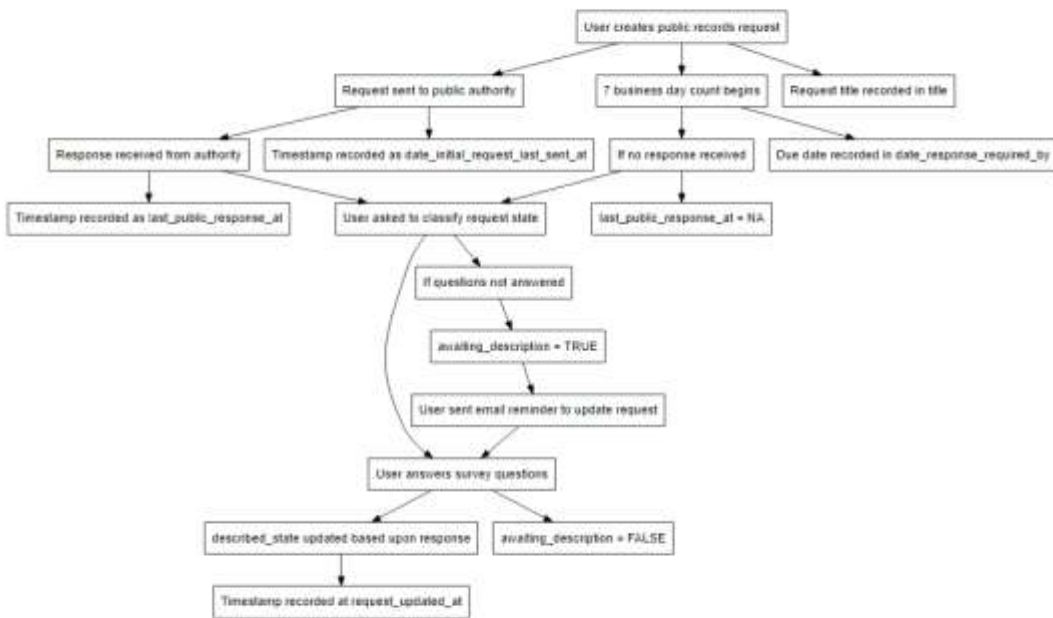 User creates public records request
Request sent to public authority
7 business day count begins
Request title recorded in title
Response received from authority
Timestamp recorded as date_initial_request_last_sent_at
If no response received
Due date recorded in date_response_required_by
Timestamp recorded as last_public_response_at
User asked to classify request state
last_public_response_at = NA
If questions not answered
awaiting_description = TRUE
User sent email reminder to update request
User answers survey questions
described_state updated based upon response
awaiting_description = FALSE
Timestamp recorded at request_updated_at